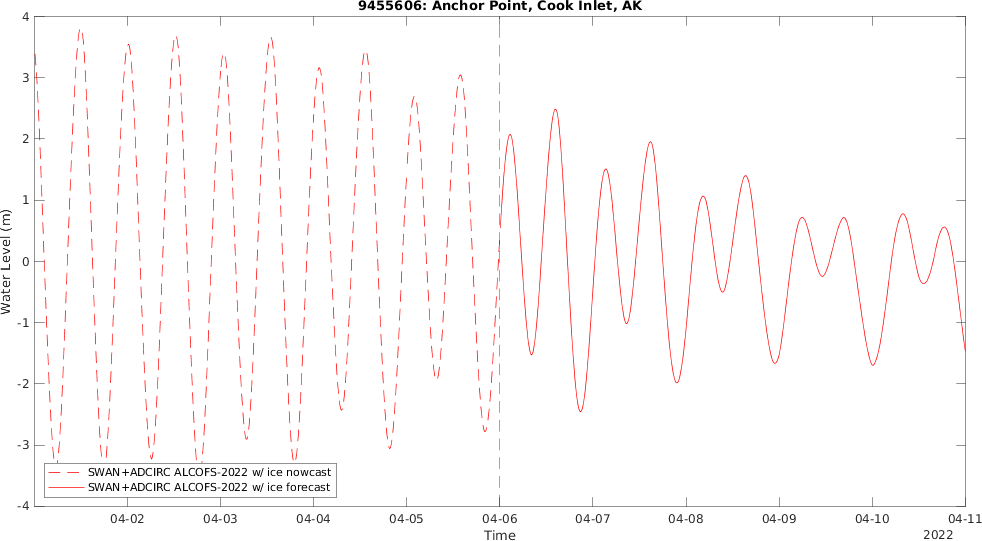 9455606: Anchor Point, Cook Inlet, AK
Water Level (m)
4
3
2
1
0
-1
-2
-3
-4
SWAN+ADCIRC ALCOFS-2022 w/ ice nowcast
SWAN+ADCIRC ALCOFS-2022 w/ ice forecast
04-02 04-03 04-04 04-05 04-06 04-07 04-08 04-09 04-10 04-11
Time
2022